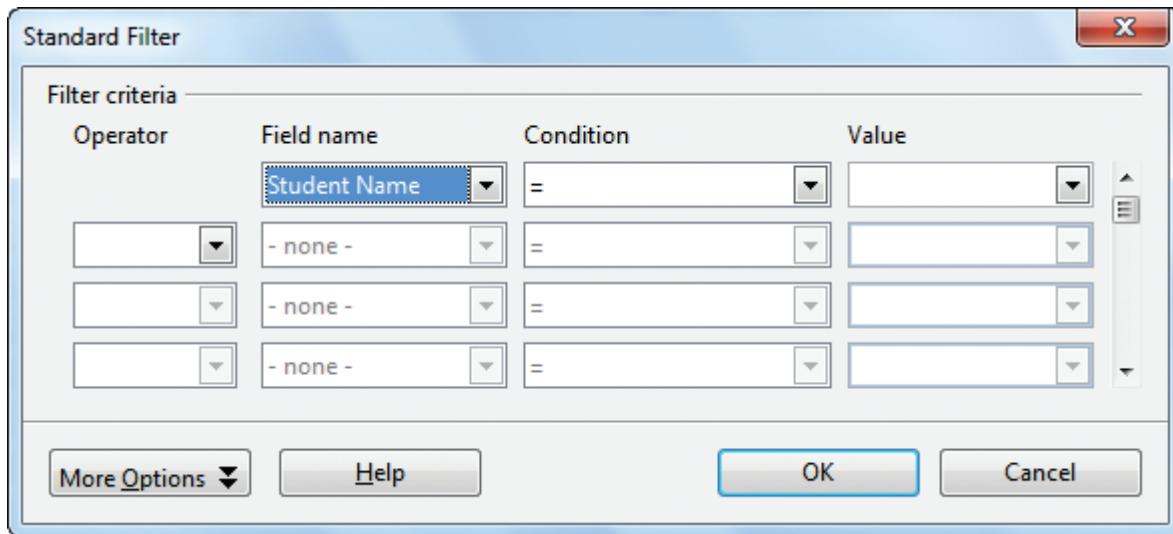 Standard Filter
Filter criteria
Operator Field name Condition Value
Student Name =
- none - =
- none - =
- none - =
More Options Help OK Cancel